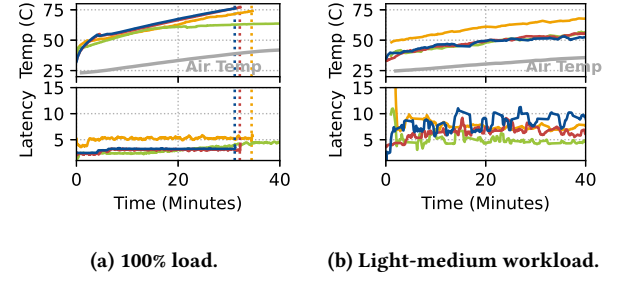 Temp (C)
75
50
25
Air Temp
Latency
15
10
5
0
20
40
Time (Minutes)
(a) 100% load.
Temp (C)
75
50
25
Air Temp
Latency
15
10
5
0
20
40
Time (Minutes)
(b) Light-medium workload.